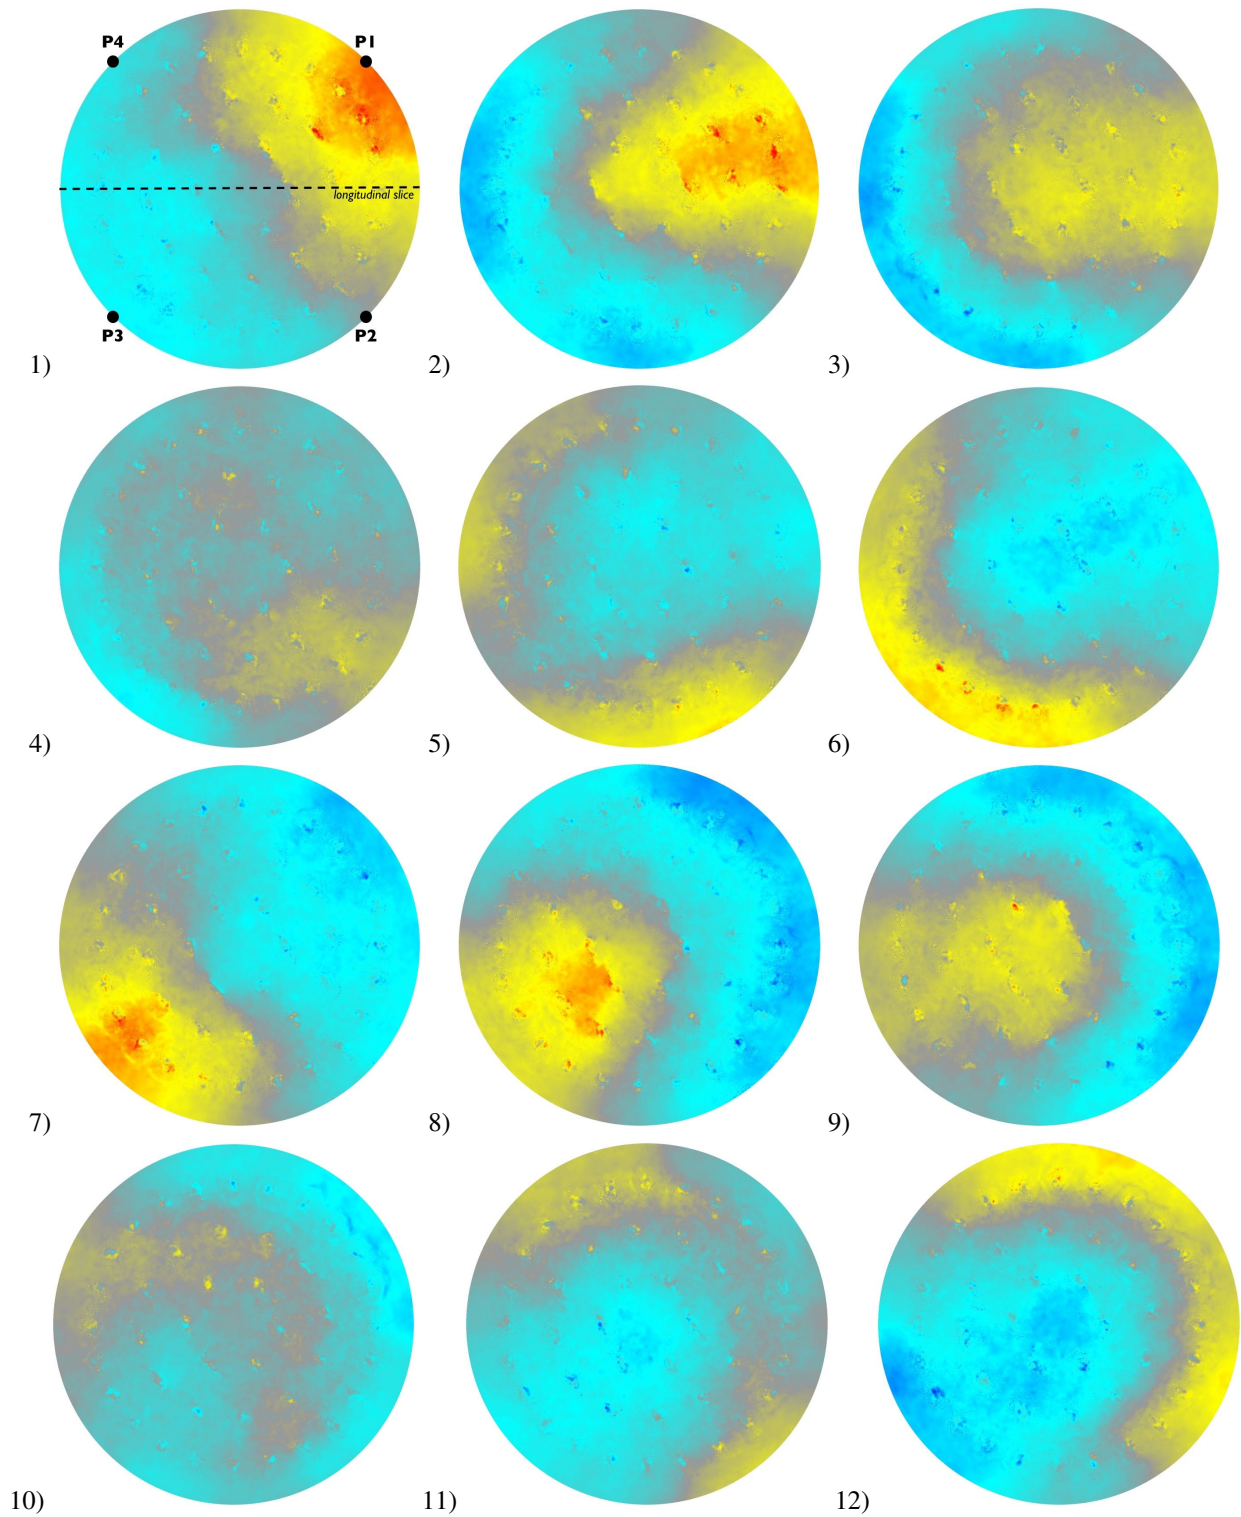 P4 P1
longitudinal slice
P3 P2
1) 2) 3)
4) 5) 6)
7) 8) 9)
10) 11) 12)